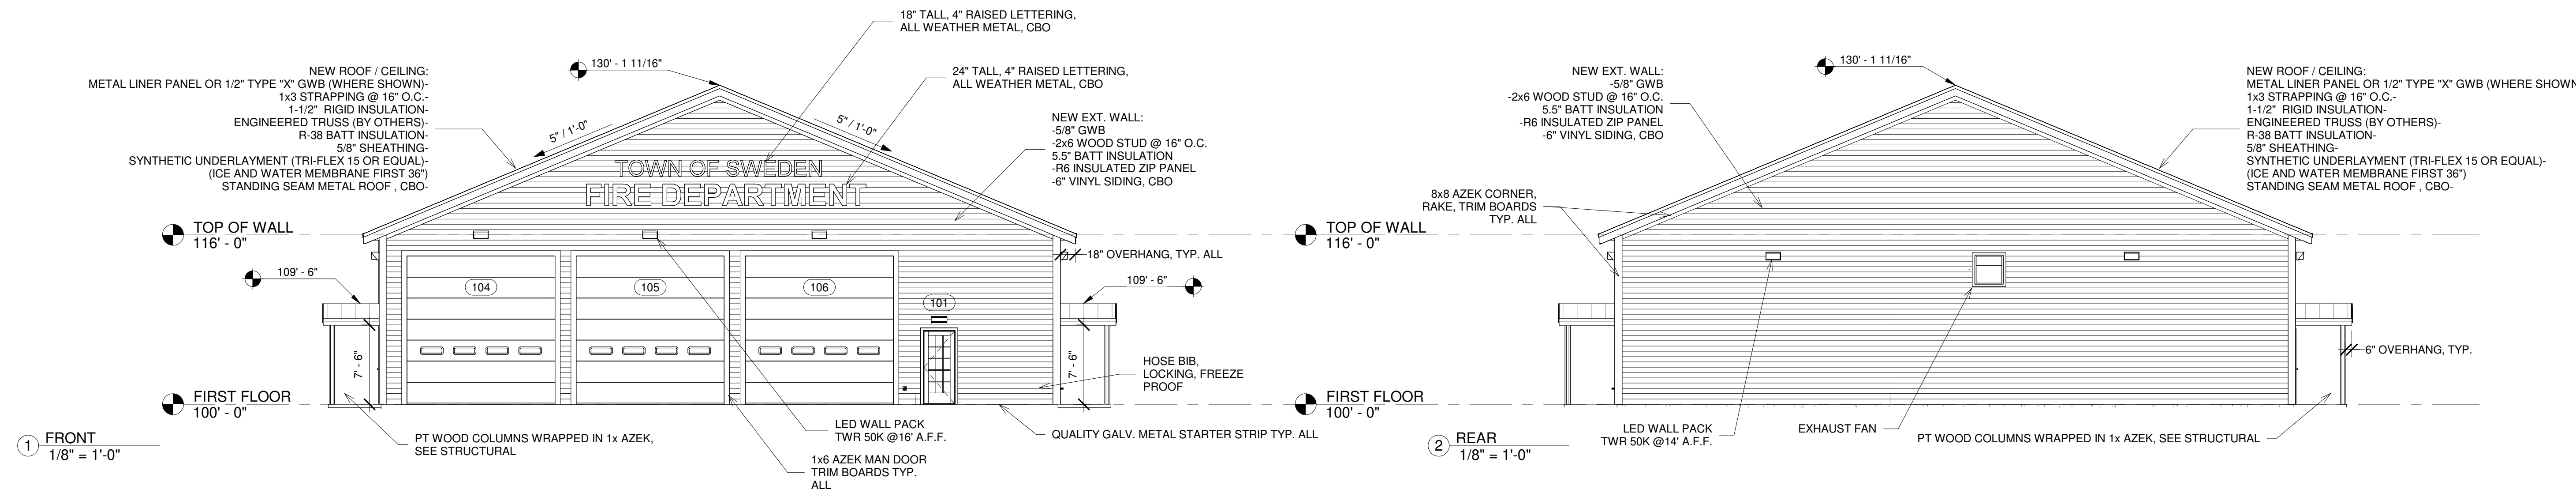 18" TALL, 4" RAISED LETTERING,
ALL WEATHER METAL, CBO
130' - 1 11/16"
24" TALL, 4" RAISED LETTERING,
ALL WEATHER METAL, CBO
NEW ROOF / CEILING:
METAL LINER PANEL OR 1/2" TYPE "X" GWB (WHERE SHOWN)-
1x3 STRAPPING @ 16" O.C.-
1-1/2" RIGID INSULATION-
ENGINEERED TRUSS (BY OTHERS)-
R-38 BATT INSULATION-
5/8" SHEATHING-
SYNTHETIC UNDERLAYMENT (TRI-FLEX 15 OR EQUAL)-
(ICE AND WATER MEMBRANE FIRST 36")
STANDING SEAM METAL ROOF , CBO-
5" / 1'-0"
5" / 1'-0"
NEW EXT. WALL:
-5/8" GWB
-2x6 WOOD STUD @ 16" O.C.
5.5" BATT INSULATION
-R6 INSULATED ZIP PANEL
-6" VINYL SIDING, CBO
TOWN OF SWEDEN
FIRE DEPARTMENT
TOP OF WALL
116' - 0"
18" OVERHANG, TYP. ALL
109' - 6"
109' - 6"
104
105
106
101
7' - 6"
7' - 6"
HOSE BIB,
LOCKING, FREEZE
PROOF
FIRST FLOOR
100' - 0"
PT WOOD COLUMNS WRAPPED IN 1x AZEK,
SEE STRUCTURAL
LED WALL PACK
TWR 50K @16' A.F.F.
QUALITY GALV. METAL STARTER STRIP TYP. ALL
1x6 AZEK MAN DOOR
TRIM BOARDS TYP.
ALL
1
FRONT
1/8" = 1'-0"
130' - 1 11/16"
NEW EXT. WALL:
-5/8" GWB
-2x6 WOOD STUD @ 16" O.C.
5.5" BATT INSULATION
-R6 INSULATED ZIP PANEL
-6" VINYL SIDING, CBO
NEW ROOF / CEILING:
METAL LINER PANEL OR 1/2" TYPE "X" GWB (WHERE SHOWN
1x3 STRAPPING @ 16" O.C.-
1-1/2" RIGID INSULATION-
ENGINEERED TRUSS (BY OTHERS)-
R-38 BATT INSULATION-
5/8" SHEATHING-
SYNTHETIC UNDERLAYMENT (TRI-FLEX 15 OR EQUAL)-
(ICE AND WATER MEMBRANE FIRST 36")
STANDING SEAM METAL ROOF , CBO-
8x8 AZEK CORNER,
RAKE, TRIM BOARDS
TYP. ALL
TOP OF WALL
116' - 0"
6" OVERHANG, TYP.
FIRST FLOOR
100' - 0"
LED WALL PACK
TWR 50K @14' A.F.F.
EXHAUST FAN
PT WOOD COLUMNS WRAPPED IN 1x AZEK, SEE STRUCTURAL
2
REAR
1/8" = 1'-0"